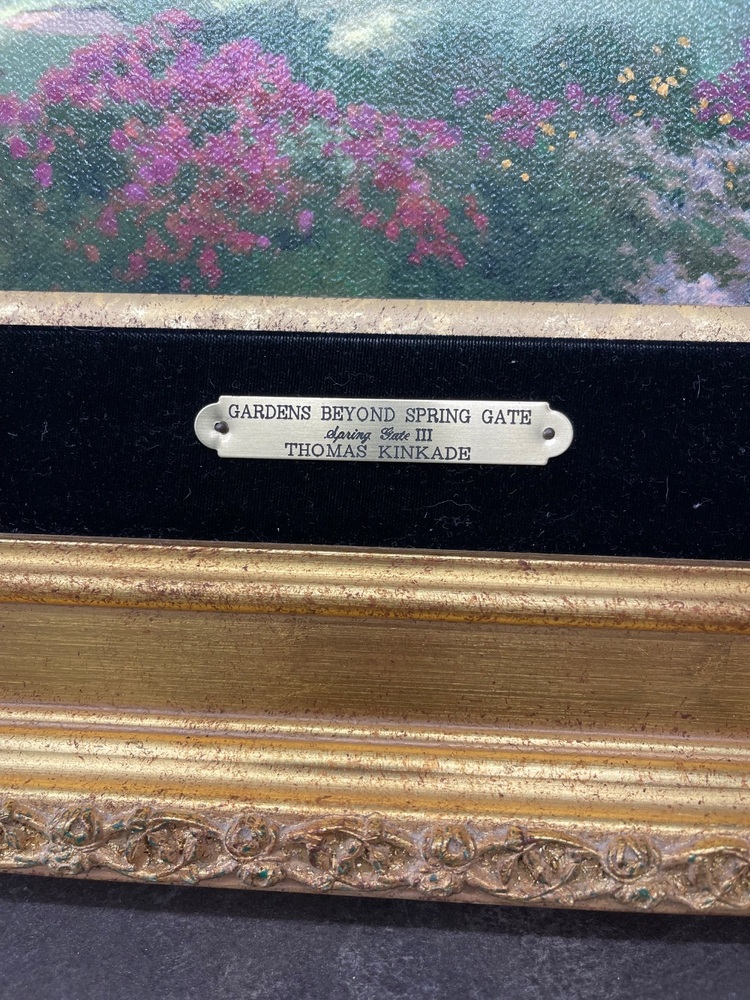 GARDENS BEYOND SPRING GATE
Spring Gate III
THOMAS KINKADE